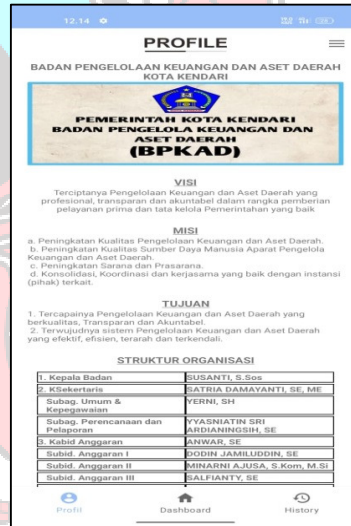 12.14
PROFILE
BADAN PENGELOLAAN KEUANGAN DAN ASET DAERAH
KOTA KENDARI
PEMERINTAH KOTA KENDARI
BADAN PENGELOLA KEUANGAN DAN
ASET DAERAH
(BPKAD)
VISI
Terciptanya Pengelolaan Keuangan dan Aset Daerah yang
profesional, transparan dan akuntabel dalam rangka pemberian
pelayanan prima dan tata kelola Pemerintahan yang baik
MISI
a. Peningkatan Kualitas Pengelolaan Keuangan dan Aset Daerah.
b. Peningkatan Kualitas Sumber Daya Manusia Aparat Pengelola
Keuangan dan Aset Daerah.
c. Peningkatan Sarana dan Prasarana.
d. Konsolidasi, Koordinasi dan kerjasama yang baik dengan instansi
(pihak) terkait.
TUJUAN
1. Tercapainya Pengelolaan Keuangan dan Aset Daerah yang
berkualitas, Transparan dan Akuntabel.
2. Terwujudnya sistem Pengelolaan Keuangan dan Aset Daerah
yang efektif, efisien, terarah dan terkendali.
STRUKTUR ORGANISASI
1. Kepala Badan SUSANTI, S.Sos
2. KSekertaris SATRIA DAMAYANTI, SE, ME
Subag. Umum & YERNI, SH
Kepegawaian
Subag. Perencanaan dan YYASNIATIN SRI
Pelaporan ARDIANINGSIH, SE
3. Kabid Anggaran ANWAR, SE
Subid. Anggaran I DODIN JAMILUDDIN, SE
Subid. Anggaran II MINARNI AJUSA, S.Kom, M.Si
Subid. Anggaran III SALFIANTY, SE
Profil Dashboard History